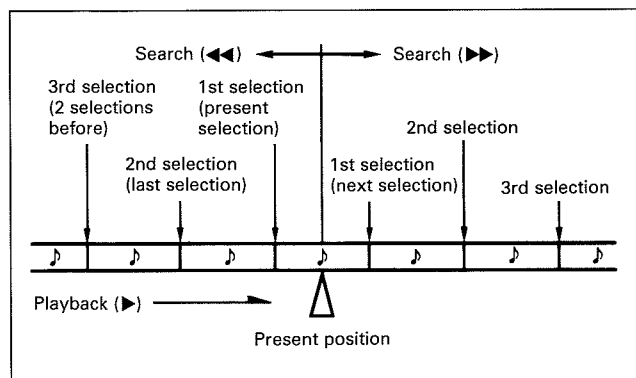 Search (◀◀)
Search (▶▶)
3rd selection
(2 selections
before)
1st selection
(present
selection)
2nd selection
2nd selection
(last selection)
1st selection
(next selection)
3rd selection
Playback (▶)
Present position